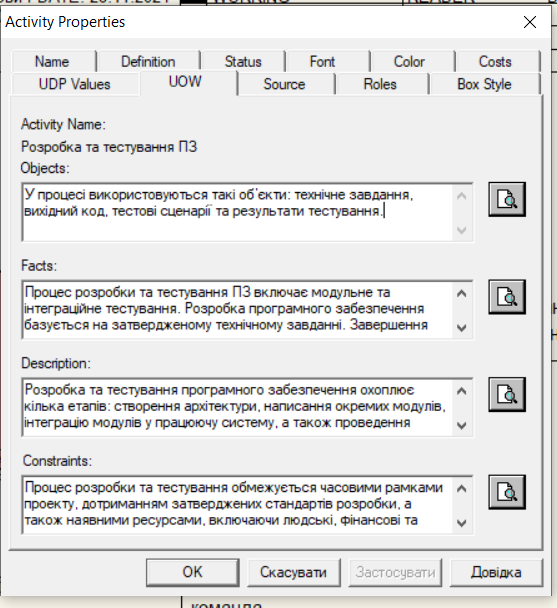 WORKING
READER
Activity Properties
Name Definition Status Font Color Costs
UDP Values UOW Source Roles Box Style
Activity Name:
Розробка та тестування ПЗ
Objects:
У процесі використовуються такі об'єкти: технічне завдання,
вихідний код, тестові сценарії та результати тестування.
Facts:
Процес розробки та тестування ПЗ включає модульне та
інтеграційне тестування. Розробка програмного забезпечення
базується на затвердженому технічному завданні. Завершення
Description:
Розробка та тестування програмного забезпечення охоплює
кілька етапів: створення архітектури, написання окремих модулів,
інтеграцію модулів у працюючу систему, а також проведення
Constraints:
Процес розробки та тестування обмежується часовими рамками
проекту, дотриманням затверджених стандартів розробки, а
також наявними ресурсами, включаючи людські, фінансові та
OK Скасувати Застосувати Довідка
команда